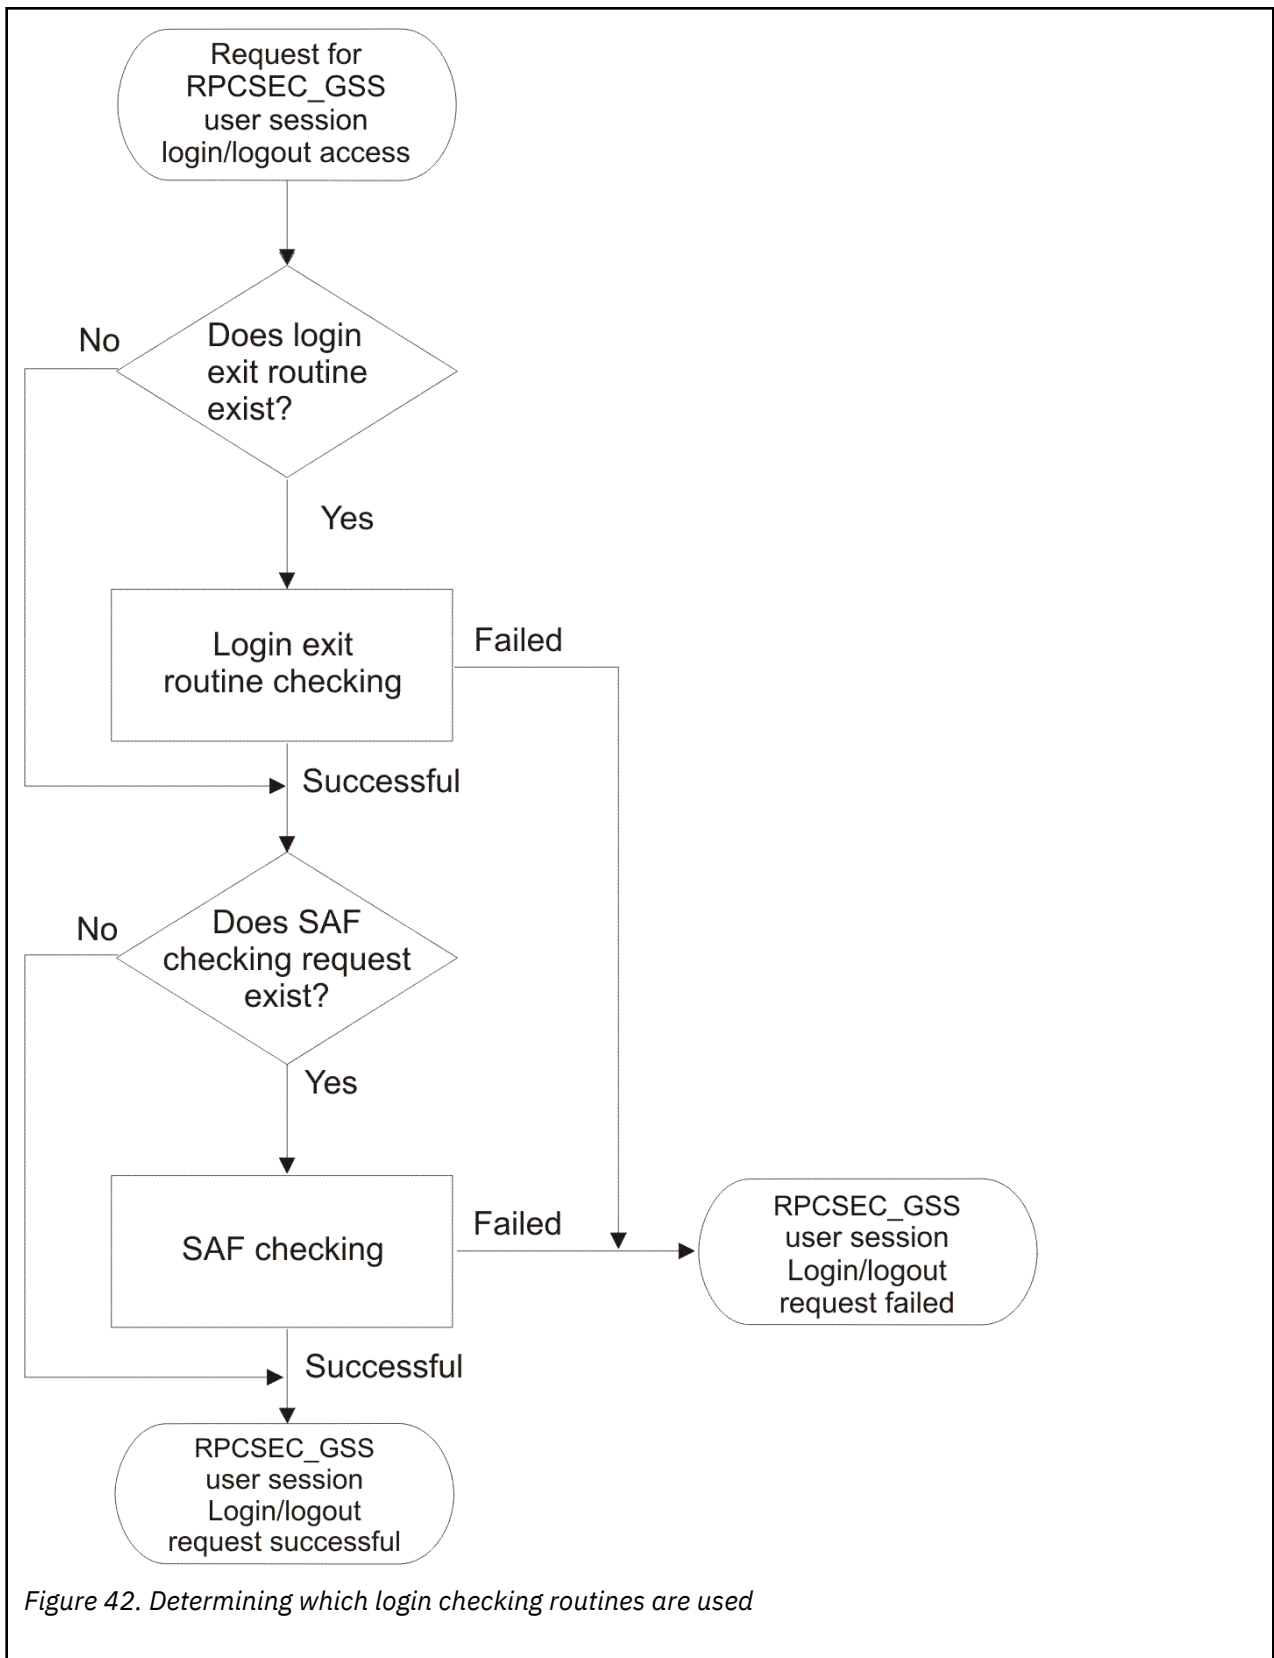 Request for
RPCSEC_GSS
user session
login/logout access
No
Does login
exit routine
exist?
Yes
Login exit
routine checking
Failed
Successful
No
Does SAF
checking request
exist?
Yes
SAF checking
Failed
RPCSEC_GSS
user session
Login/logout
request failed
Successful
RPCSEC_GSS
user session
Login/logout
request successful
Figure 42. Determining which login checking routines are used